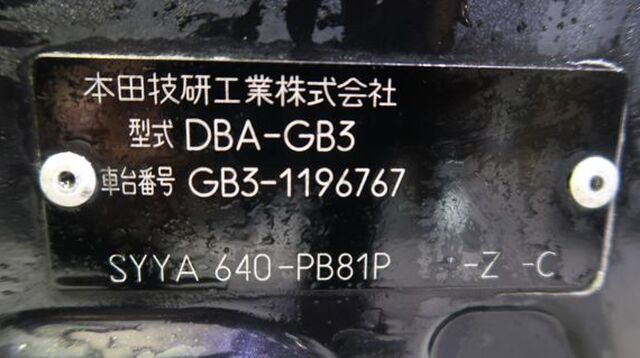 本田技研工業株式会社
型式 DBA-GB3
車台番号 GB3-1196767
SYYA 640-PB81P -Z -C